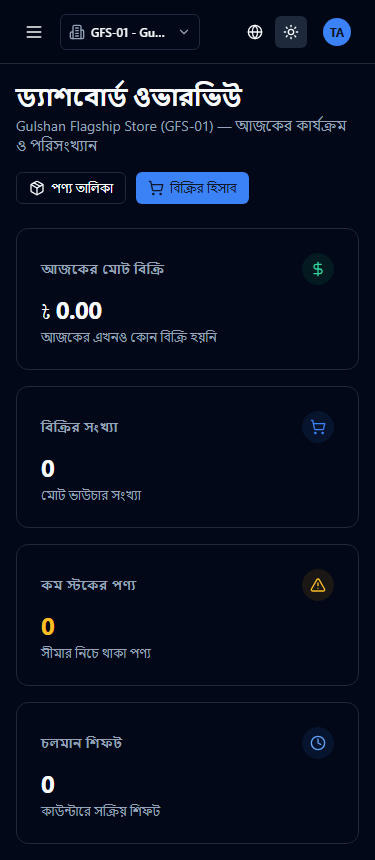 GFS-01 - Gu...
TA
ড্যাশবোর্ড ওভারভিউ
Gulshan Flagship Store (GFS-01) — আজকের কার্যক্রম
ও পরিসংখ্যান
পণ্য তালিকা
বিক্রির হিসাব
আজকের মোট বিক্রি
৳ 0.00
আজকের এখনও কোন বিক্রি হয়নি
বিক্রির সংখ্যা
0
মোট ভাউচার সংখ্যা
কম স্টকের পণ্য
0
সীমার নিচে থাকা পণ্য
চলমান শিফট
0
কাউন্টারে সক্রিয় শিফট